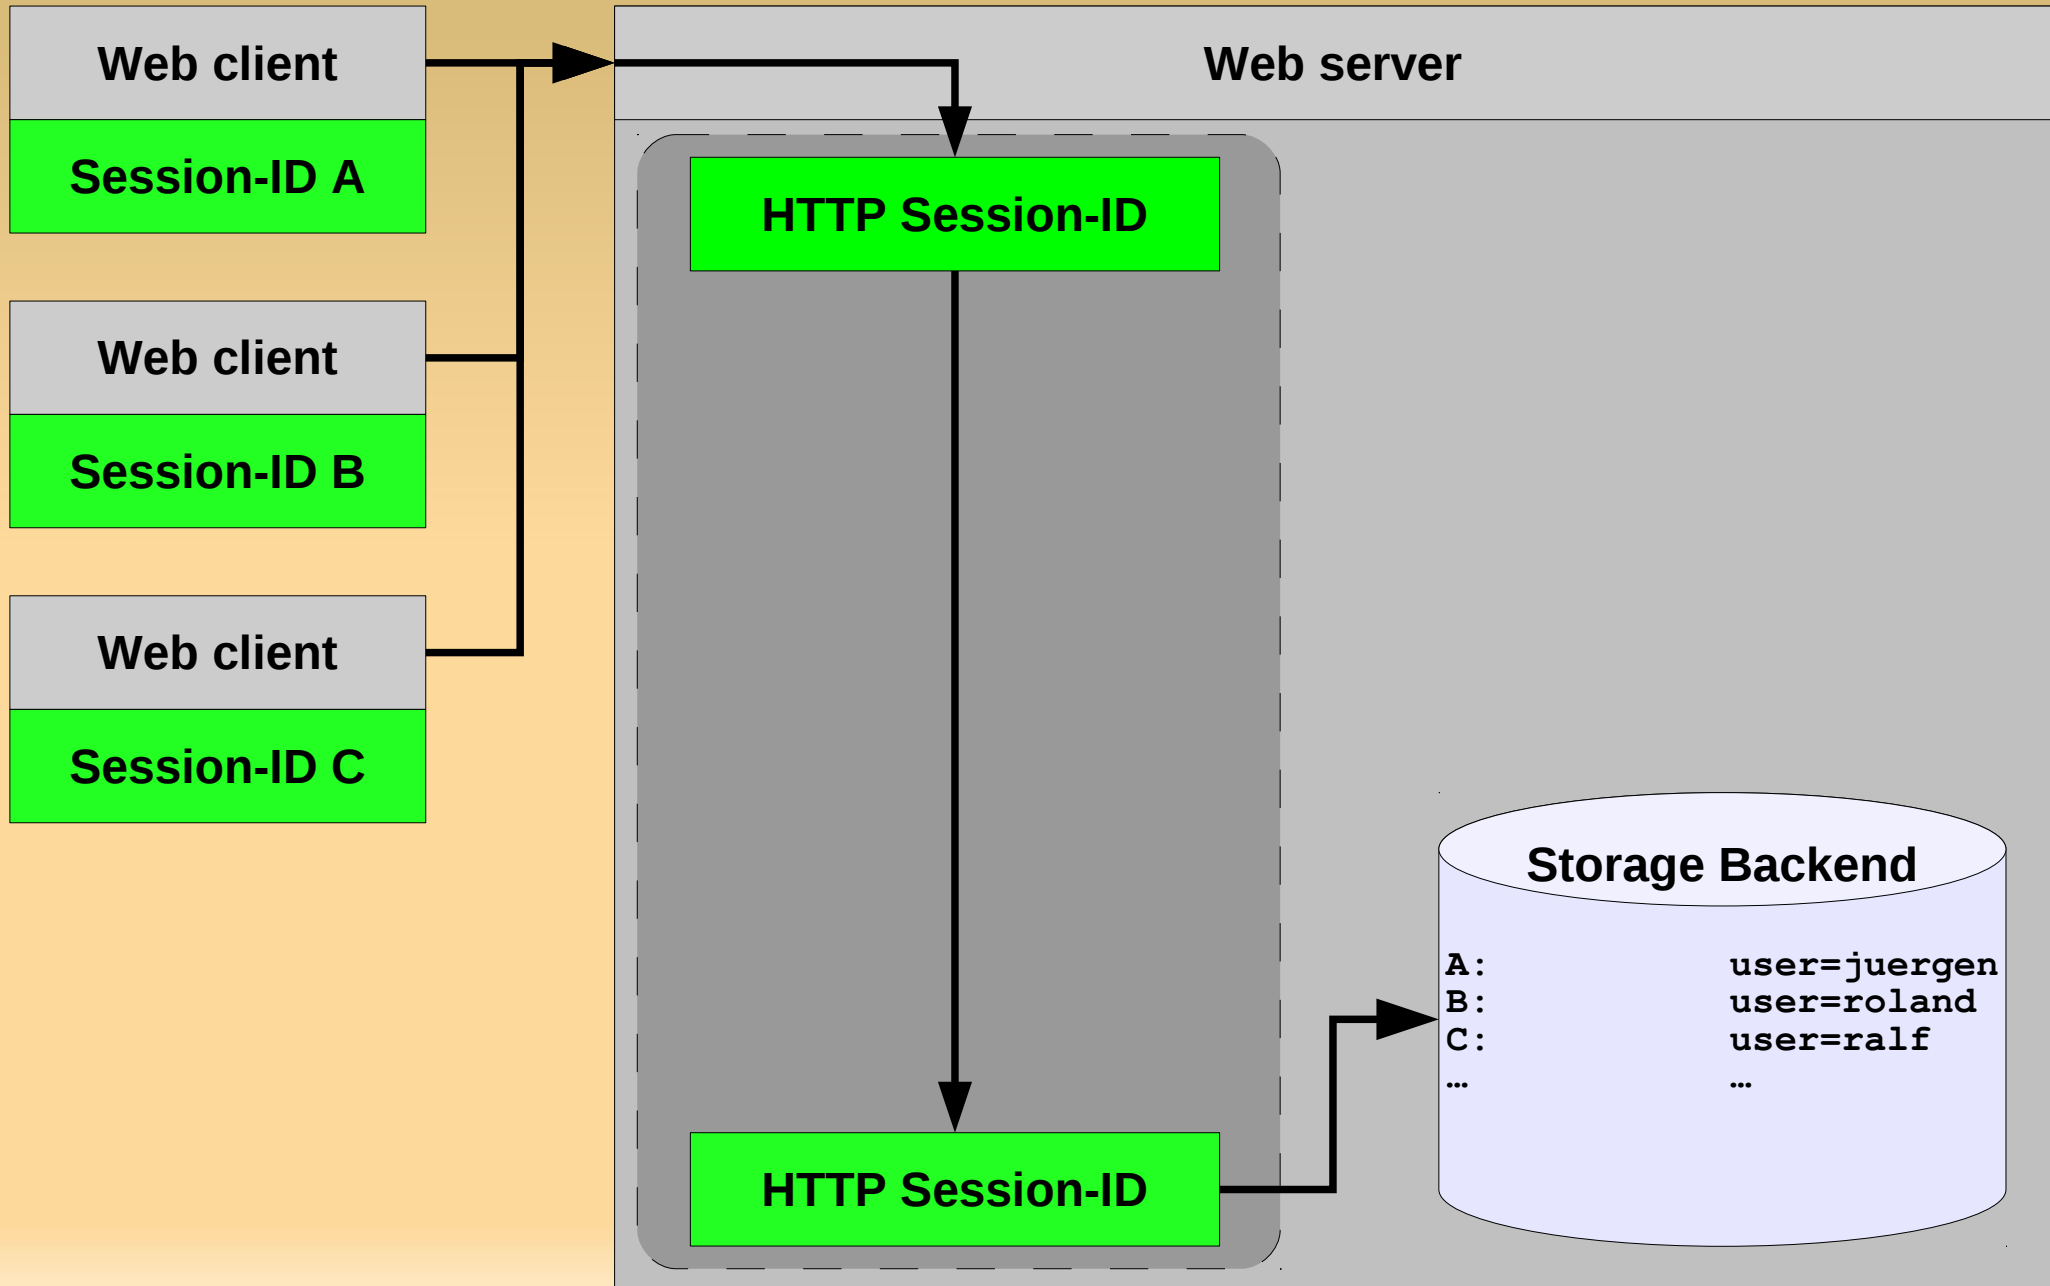 Web client
Session-ID A
Web client
Session-ID B
Web client
Session-ID C
Web server
HTTP Session-ID
HTTP Session-ID
Storage Backend
A: user=juergen
B: user=roland
C: user=ralf
… …